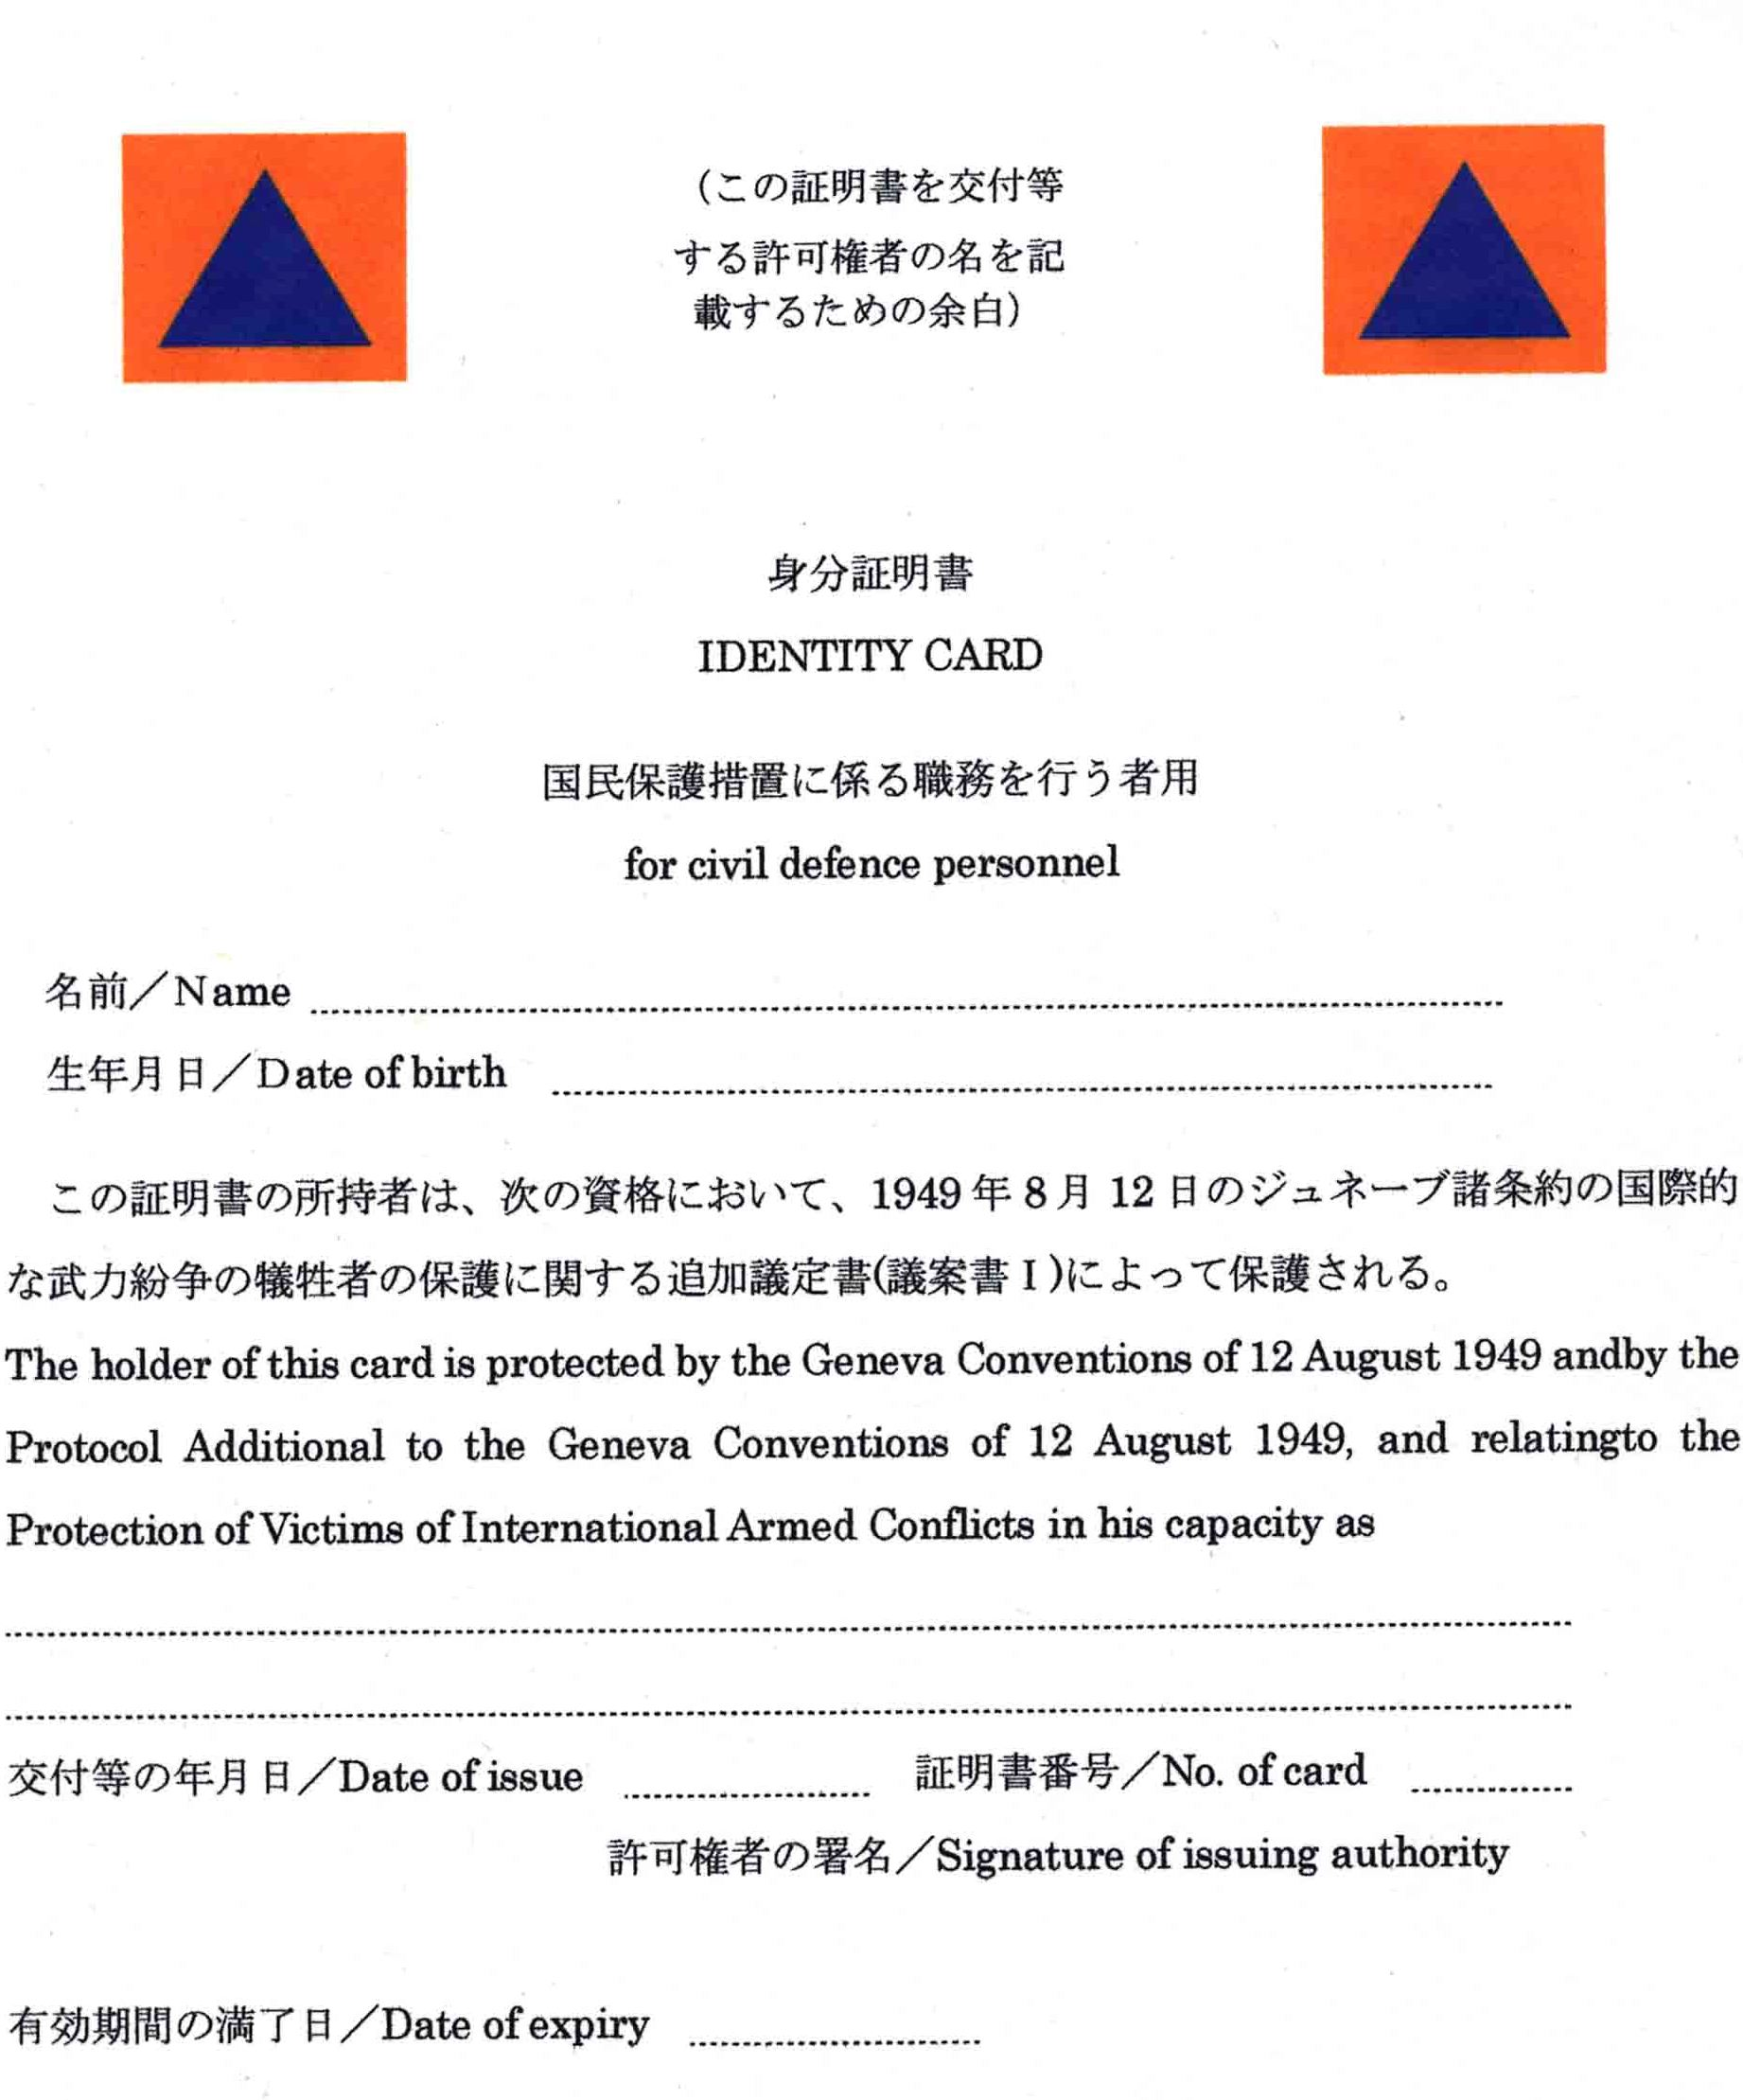 (この証明書を交付等
する許可権者の名を記
載するための余白)
身分証明書
IDENTITY CARD
国民保護措置に係る職務を行う者用
for civil defence personnel
名前／Name
生年月日／Date of birth
この証明書の所持者は、次の資格において、1949年8月12日のジュネーブ諸条約の国際的
な武力紛争の犠牲者の保護に関する追加議定書(議案書Ⅰ)によって保護される。
The holder of this card is protected by the Geneva Conventions of 12 August 1949 andby the
Protocol Additional to the Geneva Conventions of 12 August 1949, and relatingto the
Protection of Victims of International Armed Conflicts in his capacity as
交付等の年月日／Date of issue 証明書番号／No. of card
許可権者の署名／Signature of issuing authority
有効期間の満了日／Date of expiry